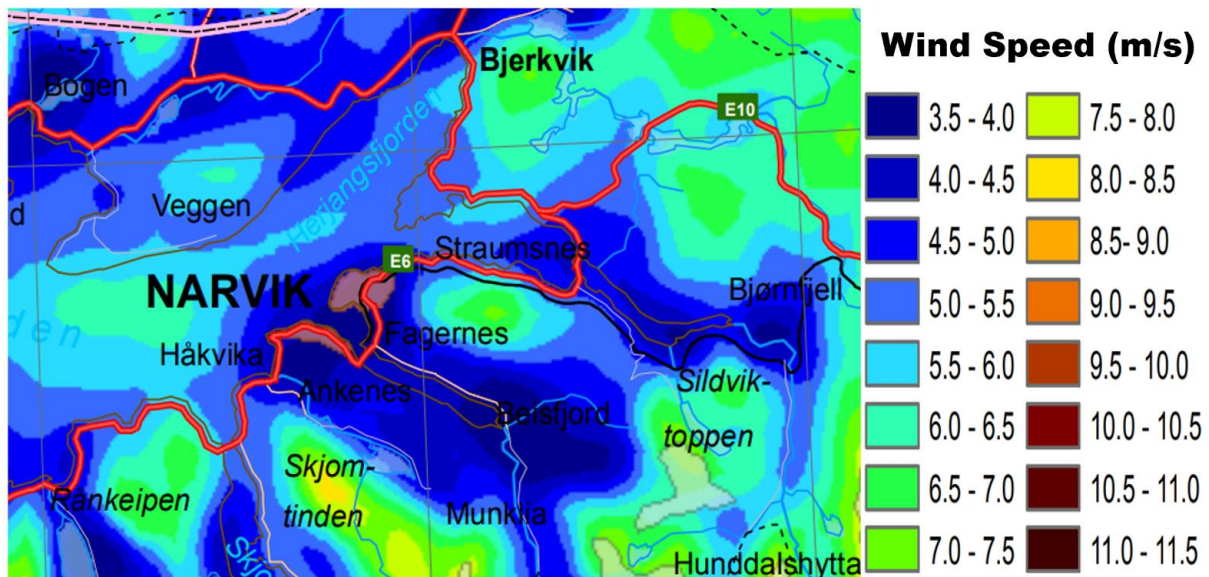 Wind Speed (m/s)
Bjerkvik
Bogen
E10
Herjangsfjorden
Veggen
d
Straumsnes
E6
NARVIK
Bjørnfjell
den
Fagernes
Håkvika
Ankenes
Beisfjord
Sildvik-
toppen
Skjom-
tinden
Rånkeipen
Munklia
Skjo
Hunddalshytta
3.5 - 4.0
4.0 - 4.5
4.5 - 5.0
5.0 - 5.5
5.5 - 6.0
6.0 - 6.5
6.5 - 7.0
7.0 - 7.5
7.5 - 8.0
8.0 - 8.5
8.5- 9.0
9.0 - 9.5
9.5 - 10.0
10.0 - 10.5
10.5 - 11.0
11.0 - 11.5